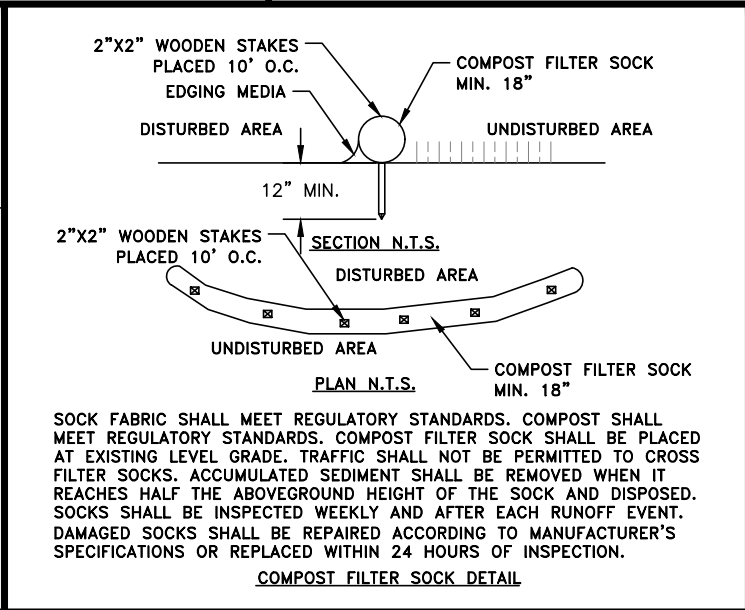 2"X2" WOODEN STAKES
PLACED 10' O.C.
EDGING MEDIA
COMPOST FILTER SOCK
MIN. 18"
DISTURBED AREA
UNDISTURBED AREA
12" MIN.
SECTION N.T.S.
2"X2" WOODEN STAKES
PLACED 10' O.C.
DISTURBED AREA
UNDISTURBED AREA
COMPOST FILTER SOCK
MIN. 18"
PLAN N.T.S.
SOCK FABRIC SHALL MEET REGULATORY STANDARDS. COMPOST SHALL
MEET REGULATORY STANDARDS. COMPOST FILTER SOCK SHALL BE PLACED
AT EXISTING LEVEL GRADE. TRAFFIC SHALL NOT BE PERMITTED TO CROSS
FILTER SOCKS. ACCUMULATED SEDIMENT SHALL BE REMOVED WHEN IT
REACHES HALF THE ABOVEGROUND HEIGHT OF THE SOCK AND DISPOSED.
SOCKS SHALL BE INSPECTED WEEKLY AND AFTER EACH RUNOFF EVENT.
DAMAGED SOCKS SHALL BE REPAIRED ACCORDING TO MANUFACTURER'S
SPECIFICATIONS OR REPLACED WITHIN 24 HOURS OF INSPECTION.
COMPOST FILTER SOCK DETAIL